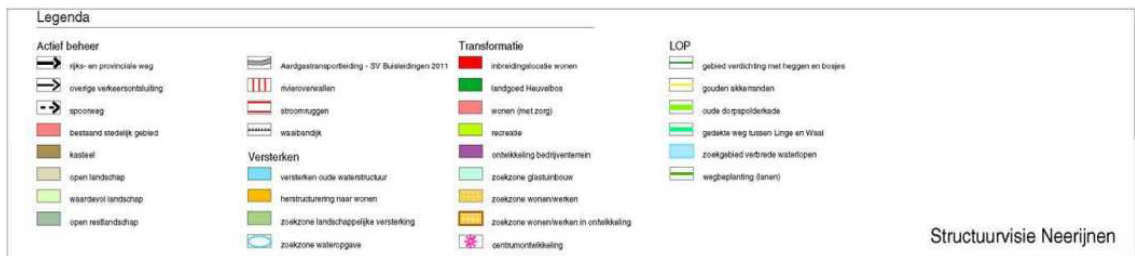 Legenda
Actief beheer
rijks- en provinciale weg
overige verkeersontsluiting
spoorweg
bestaand stedelijk gebied
kasteel
open landschap
waardevol landschap
open restlandschap
Aardgastransportleiding - SV Buisleidingen 2011
rivieroverwallen
stroomruggen
waalbandijk
Versterken
versterken oude waterstructuur
herstructurering naar wonen
zoekzone landschappelijke versterking
zoekzone wateropgave
Transformatie
inbreidingslocatie wonen
landgoed Heuvelbos
wonen (met zorg)
recreatie
ontwikkeling bedrijventerrein
zoekzone glastuinbouw
zoekzone wonen/werken
zoekzone wonen/werken in ontwikkeling
centrumontwikkeling
LOP
gebied verdichting met heggen en bosjes
gouden akkerranden
oude dorpspolderkade
gedekte weg tussen Linge en Waal
zoekgebied verbrede waterlopen
wegbeplanting (lanen)
Structuurvisie Neerijnen